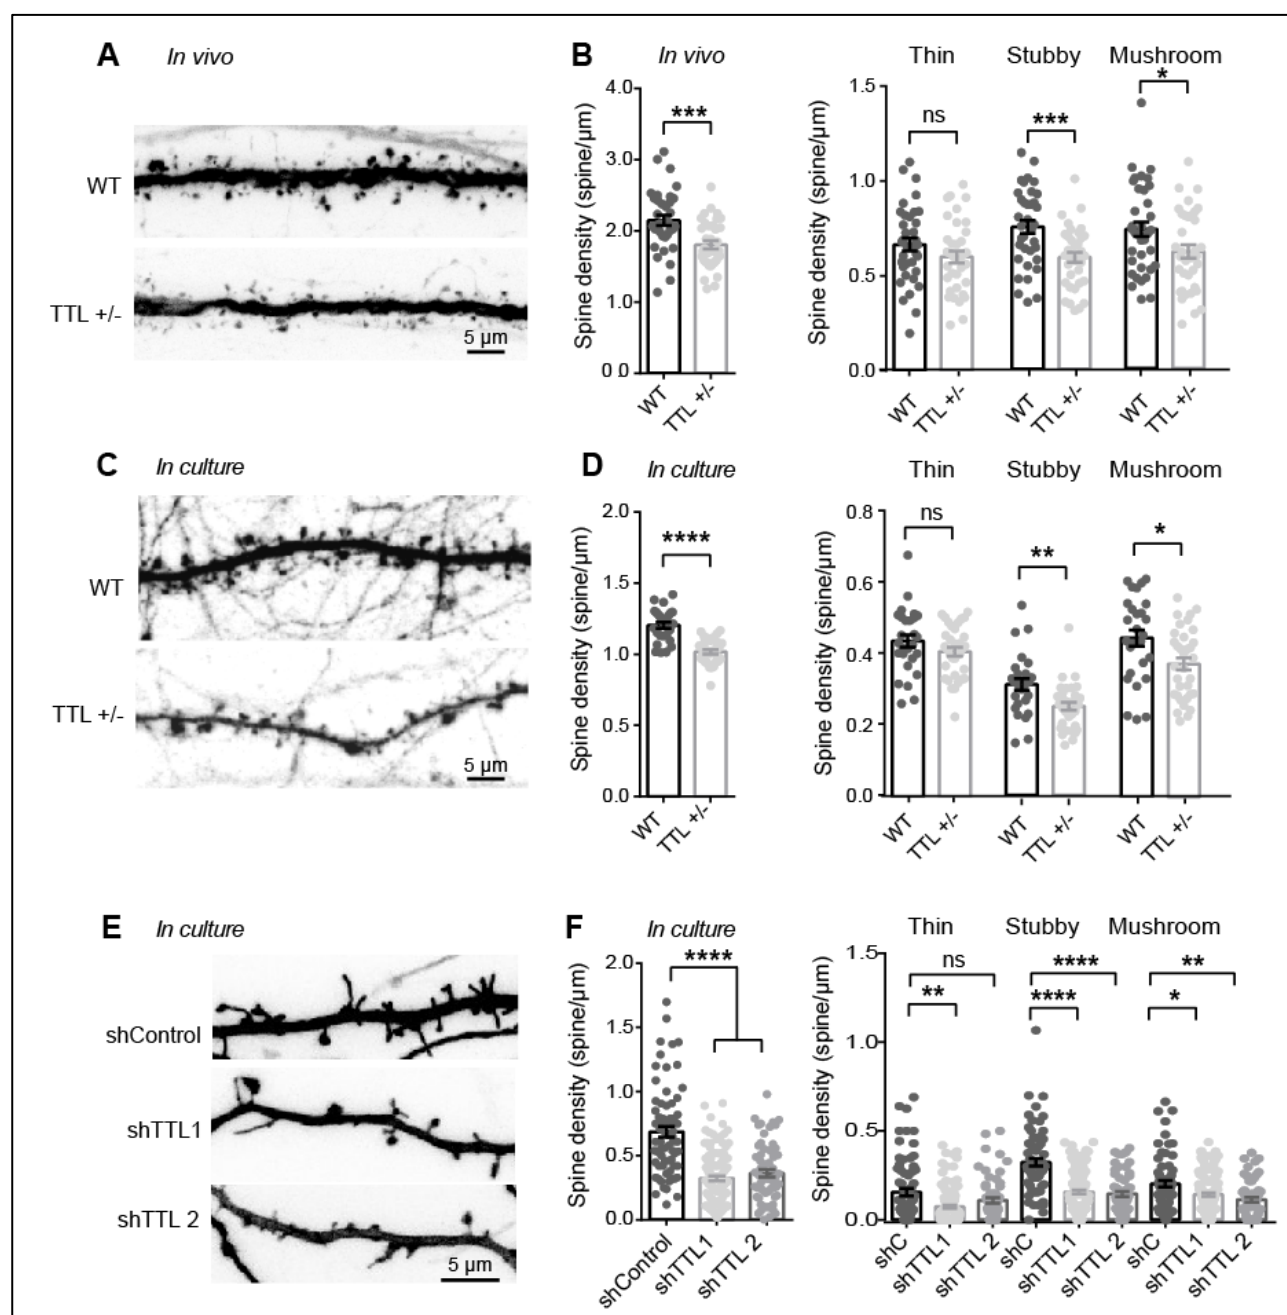 A In vivo
WT
TTL +/-
5 µm
B In vivo
Spine density (spine/µm)
4.0
3.0
2.0
1.0
0 0
***
WT
TTL +/-
Thin Stubby Mushroom
Spine density (spine/µm)
1.5
1.0
0.5
0.0
ns
***
*
WT
TTL +/-
WT
TTL +/-
WT
TTL +/-
C In culture
WT
TTL +/-
5 µm
D In culture
Spine density (spine/µm)
2.0
1.5
1.0
0.5
0.0
****
WT
TTL +/-
Thin Stubby Mushroom
Spine density (spine/µm)
0.8
0.6
0.4
0.2
0.0
ns
**
*
WT
TTL +/-
WT
TTL +/-
WT
TTL +/-
E In culture
shControl
shTTL1
shTTL 2
5 µm
F In culture
Spine density (spine/µm)
2.0
1.5
1.0
0.5
0.0
****
shControl
shTTL1
shTTL 2
Thin Stubby Mushroom
Spine density (spine/µm)
1.5
1.0
0.5
0.0
ns
**
****
****
**
*
shC
shTTL1
shTTL 2
shC
shTTL1
shTTL 2
shC
shTTL1
shTTL 2